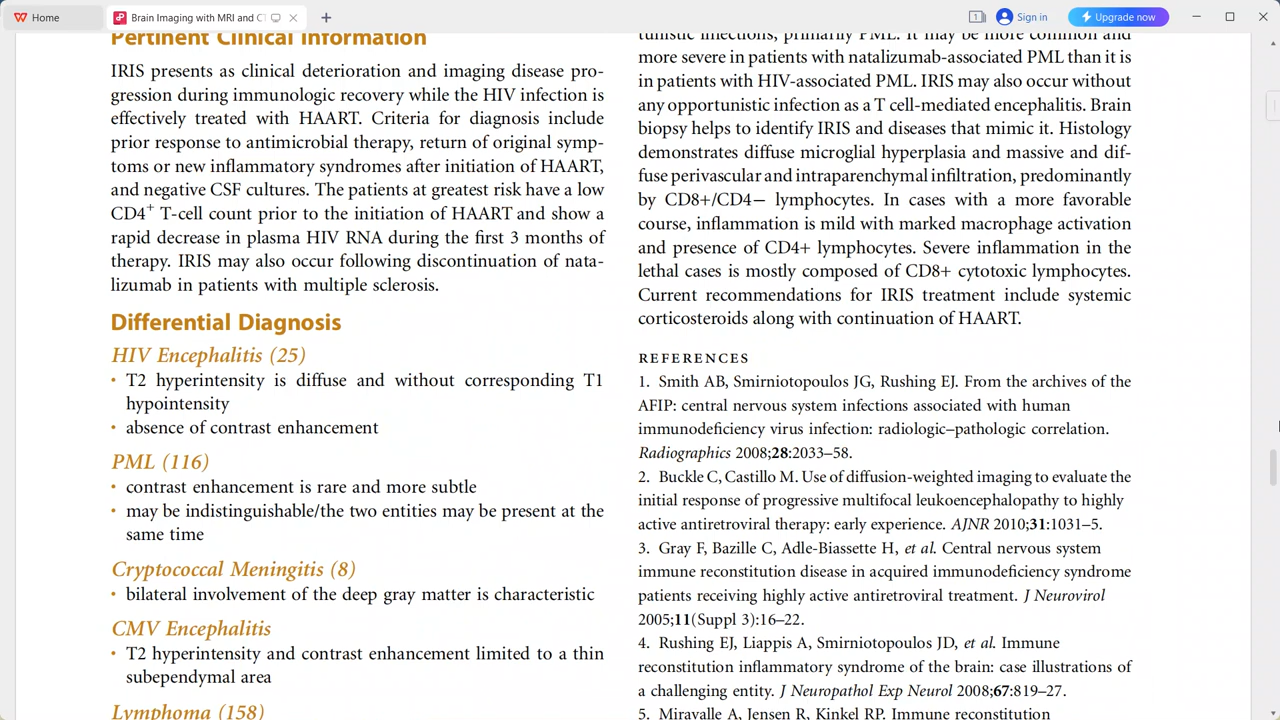 Home
Brain Imaging with MRI and C
Sign in
Upgrade now
Pertinent Clinical Information
IRIS presents as clinical deterioration and imaging disease pro-
gression during immunologic recovery while the HIV infection is
effectively treated with HAART. Criteria for diagnosis include
prior response to antimicrobial therapy, return of original symp-
toms or new inflammatory syndromes after initiation of HAART,
and negative CSF cultures. The patients at greatest risk have a low
CD4+ T-cell count prior to the initiation of HAART and show a
rapid decrease in plasma HIV RNA during the first 3 months of
therapy. IRIS may also occur following discontinuation of nata-
lizumab in patients with multiple sclerosis.
Differential Diagnosis
HIV Encephalitis (25)
• T2 hyperintensity is diffuse and without corresponding T1
hypointensity
• absence of contrast enhancement
PML (116)
• contrast enhancement is rare and more subtle
• may be indistinguishable/the two entities may be present at the
same time
Cryptococcal Meningitis (8)
• bilateral involvement of the deep gray matter is characteristic
CMV Encephalitis
• T2 hyperintensity and contrast enhancement limited to a thin
subependymal area
Lymphoma (158)
tunistic infections, primarily PML. It may be more common and
more severe in patients with natalizumab-associated PML than it is
in patients with HIV-associated PML. IRIS may also occur without
any opportunistic infection as a T cell-mediated encephalitis. Brain
biopsy helps to identify IRIS and diseases that mimic it. Histology
demonstrates diffuse microglial hyperplasia and massive and dif-
fuse perivascular and intraparenchymal infiltration, predominantly
by CD8+/CD4− lymphocytes. In cases with a more favorable
course, inflammation is mild with marked macrophage activation
and presence of CD4+ lymphocytes. Severe inflammation in the
lethal cases is mostly composed of CD8+ cytotoxic lymphocytes.
Current recommendations for IRIS treatment include systemic
corticosteroids along with continuation of HAART.
REFERENCES
1. Smith AB, Smirniotopoulos JG, Rushing EJ. From the archives of the
AFIP: central nervous system infections associated with human
immunodeficiency virus infection: radiologic–pathologic correlation.
Radiographics 2008;28:2033–58.
2. Buckle C, Castillo M. Use of diffusion-weighted imaging to evaluate the
initial response of progressive multifocal leukoencephalopathy to highly
active antiretroviral therapy: early experience. AJNR 2010;31:1031–5.
3. Gray F, Bazille C, Adle-Biassette H, et al. Central nervous system
immune reconstitution disease in acquired immunodeficiency syndrome
patients receiving highly active antiretroviral treatment. J Neurovirol
2005;11(Suppl 3):16–22.
4. Rushing EJ, Liappis A, Smirniotopoulos JD, et al. Immune
reconstitution inflammatory syndrome of the brain: case illustrations of
a challenging entity. J Neuropathol Exp Neurol 2008;67:819–27.
5. Miravalle A, Jensen R, Kinkel RP. Immune reconstitution